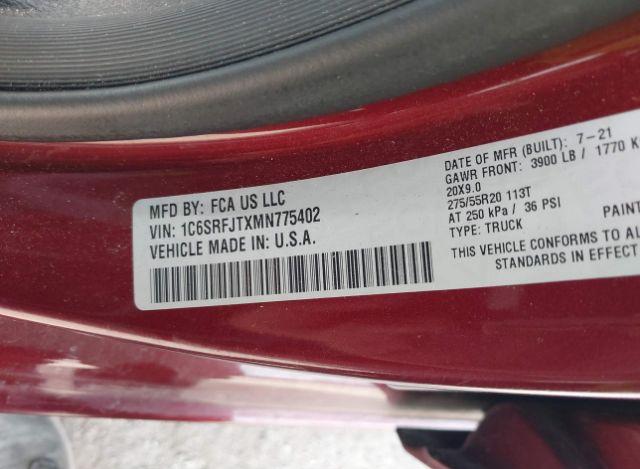 MFD BY: FCA US LLC
VIN: 1C6SRFJTXMN775402
VEHICLE MADE IN U.S.A.
DATE OF MFR (BUILT): 7-21
GAWR FRONT: 3900 LB / 1770 K
20X9.0
275/55R20 113T
AT 250 kPa / 36 PSI
TYPE: TRUCK
PAINT
VEHICLE CONFORMS TO AL
STANDARDS IN EFFECT